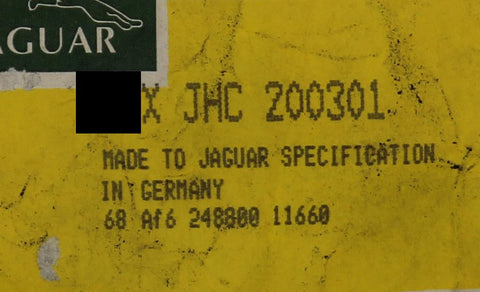 JAGUAR
X JHC 200301
MADE TO JAGUAR SPECIFICATION
IN GERMANY
68 Af6 248800 11660